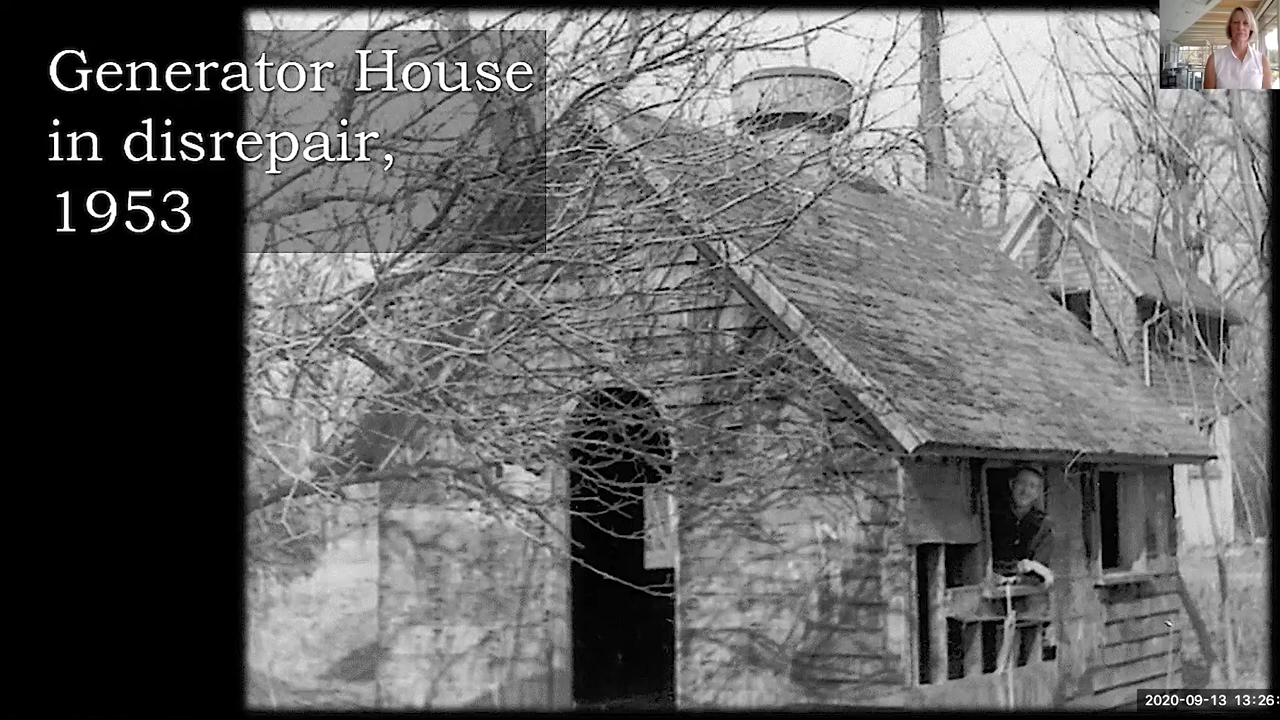 Generator House
in disrepair,
1953
2020-09-13 13:26: